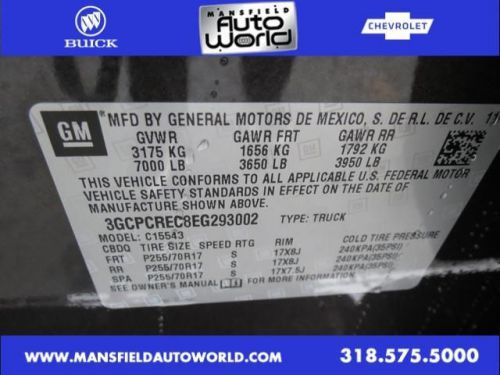 BUICK
MANSFIELD
Auto
World
CHEVROLET
GM
MFD BY GENERAL MOTORS DE MEXICO, S. DE R.L. DE C.V. 11
GVWR GAWR FRT GAWR RR
3175 KG 1656 KG 1792 KG
7000 LB 3650 LB 3950 LB
THIS VEHICLE CONFORMS TO ALL APPLICABLE U.S. FEDERAL MOTOR
VEHICLE SAFETY STANDARDS IN EFFECT ON THE DATE OF
MANUFACTURE SHOWN ABOVE.
3GCPCREC8EG293002 TYPE: TRUCK
MODEL: C15543
CBDQ TIRE SIZE SPEED RTG RIM COLD TIRE PRESSURE
FRT P255/70R17 S 17X8J 240KPA(35PSI)
RR P255/70R17 S 17X8J 240KPA(35PSI)
SPA P255/70R17 S 17X7.5J 240KPA(35PSI)
SEE OWNER'S MANUAL
WWW.MANSFIELDAUTOWORLD.COM 318.575.5000